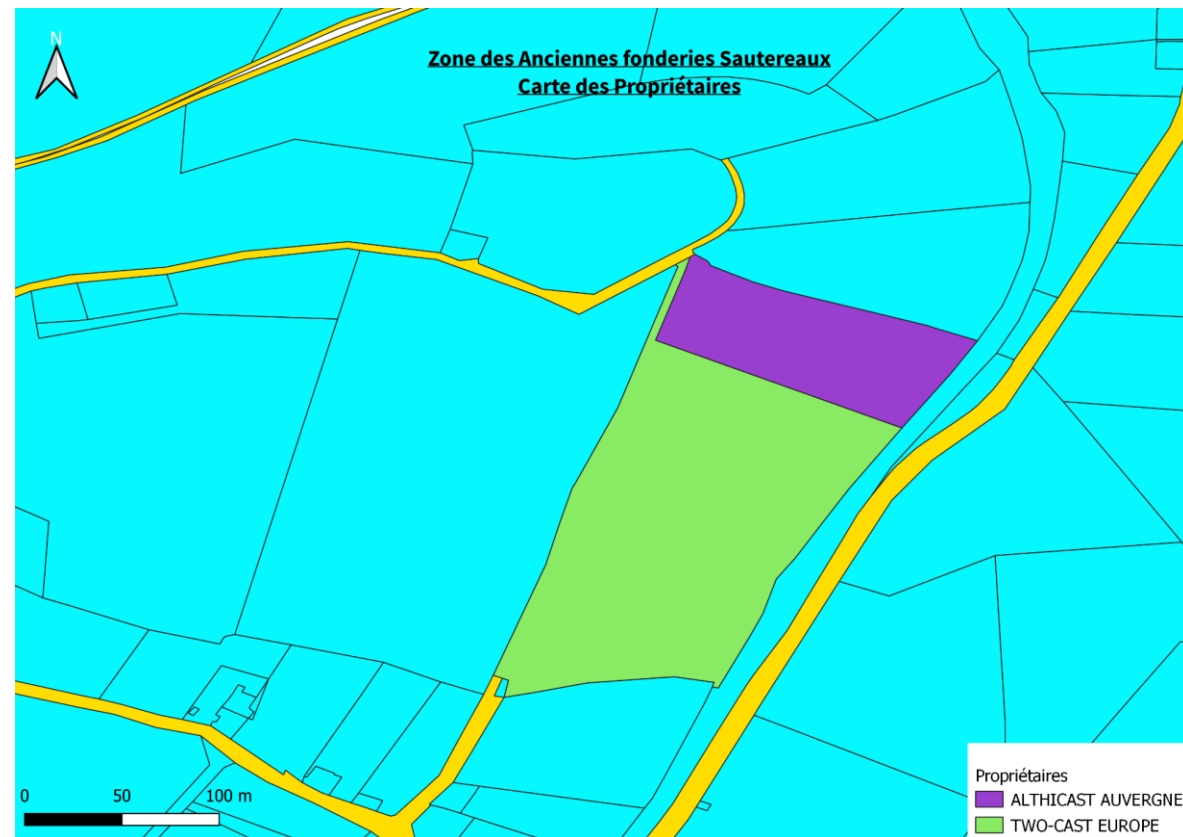 N
Zone des Anciennes fonderies Sautereaux
Carte des Propriétaires
Propriétaires
ALTHICAST AUVERGNE
TWO-CAST EUROPE
0 50 100 m